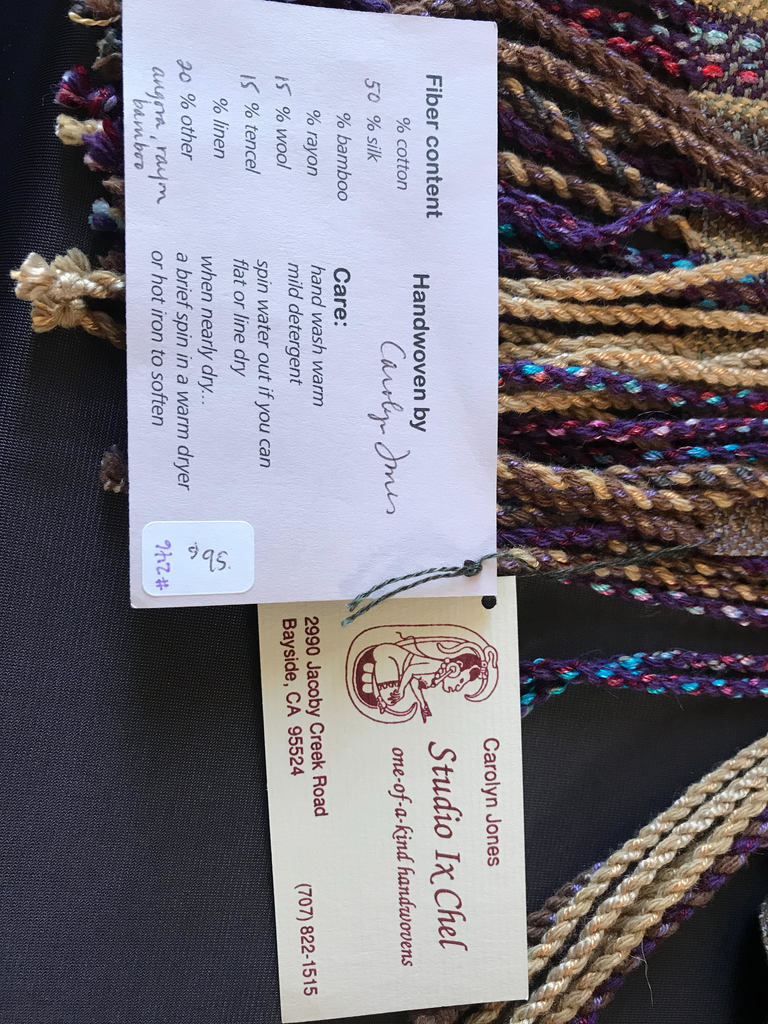 Fiber content
% cotton
50 % silk
% bamboo
% rayon
15 % wool
15 % tencel
% linen
20 % other
angora, rayon
bamboo
Handwoven by
Carolyn Jones
Care:
hand wash warm
mild detergent
spin water out if you can
flat or line dry
when nearly dry...
a brief spin in a warm dryer
or hot iron to soften
#246
Carolyn Jones
Studio Ix Chel
one-of-a-kind handwovens
2990 Jacoby Creek Road
Bayside, CA 95524
(707) 822-1515